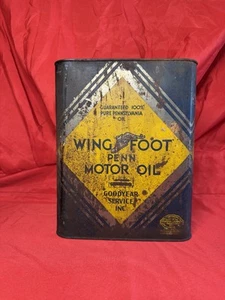 GUARANTEED 100%
PURE PENNSYLVANIA
OIL
WING FOOT
PENN
MOTOR OIL
GOODYEAR
SERVICE
INC